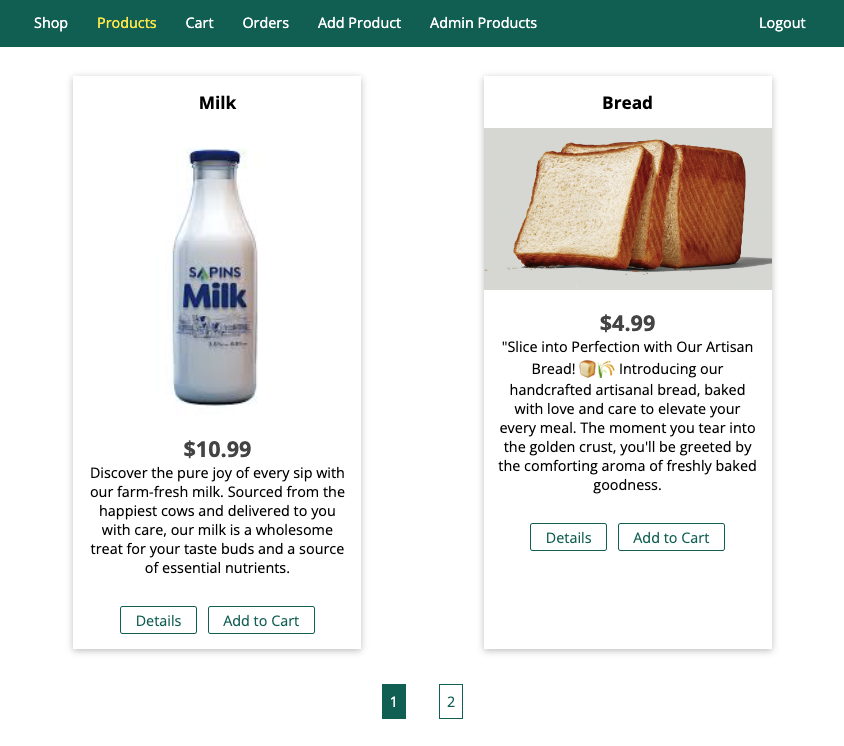 Shop Products Cart Orders Add Product Admin Products Logout
Milk
SAPINS
Milk
$10.99
Discover the pure joy of every sip with
our farm-fresh milk. Sourced from the
happiest cows and delivered to you
with care, our milk is a wholesome
treat for your taste buds and a source
of essential nutrients.
Details Add to Cart
Bread
$4.99
"Slice into Perfection with Our Artisan
Bread! 🍞🌾 Introducing our
handcrafted artisanal bread, baked
with love and care to elevate your
every meal. The moment you tear into
the golden crust, you'll be greeted by
the comforting aroma of freshly baked
goodness.
Details Add to Cart
1 2